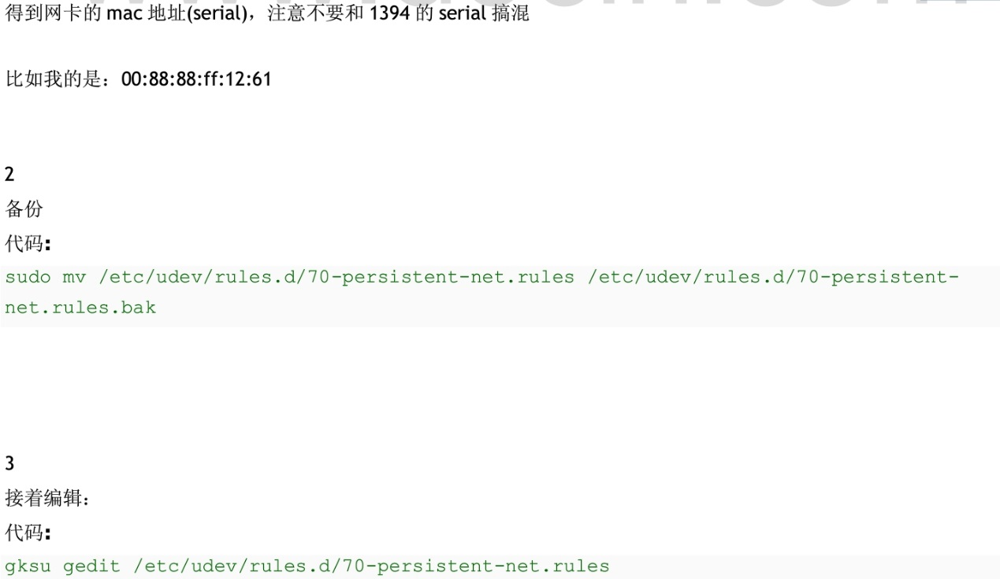 得到网卡的 mac 地址(serial)，注意不要和 1394 的 serial 搞混
比如我的是：00:88:88:ff:12:61
2
备份
代码:
sudo mv /etc/udev/rules.d/70-persistent-net.rules /etc/udev/rules.d/70-persistent-
net.rules.bak
3
接着编辑：
代码:
gksu gedit /etc/udev/rules.d/70-persistent-net.rules